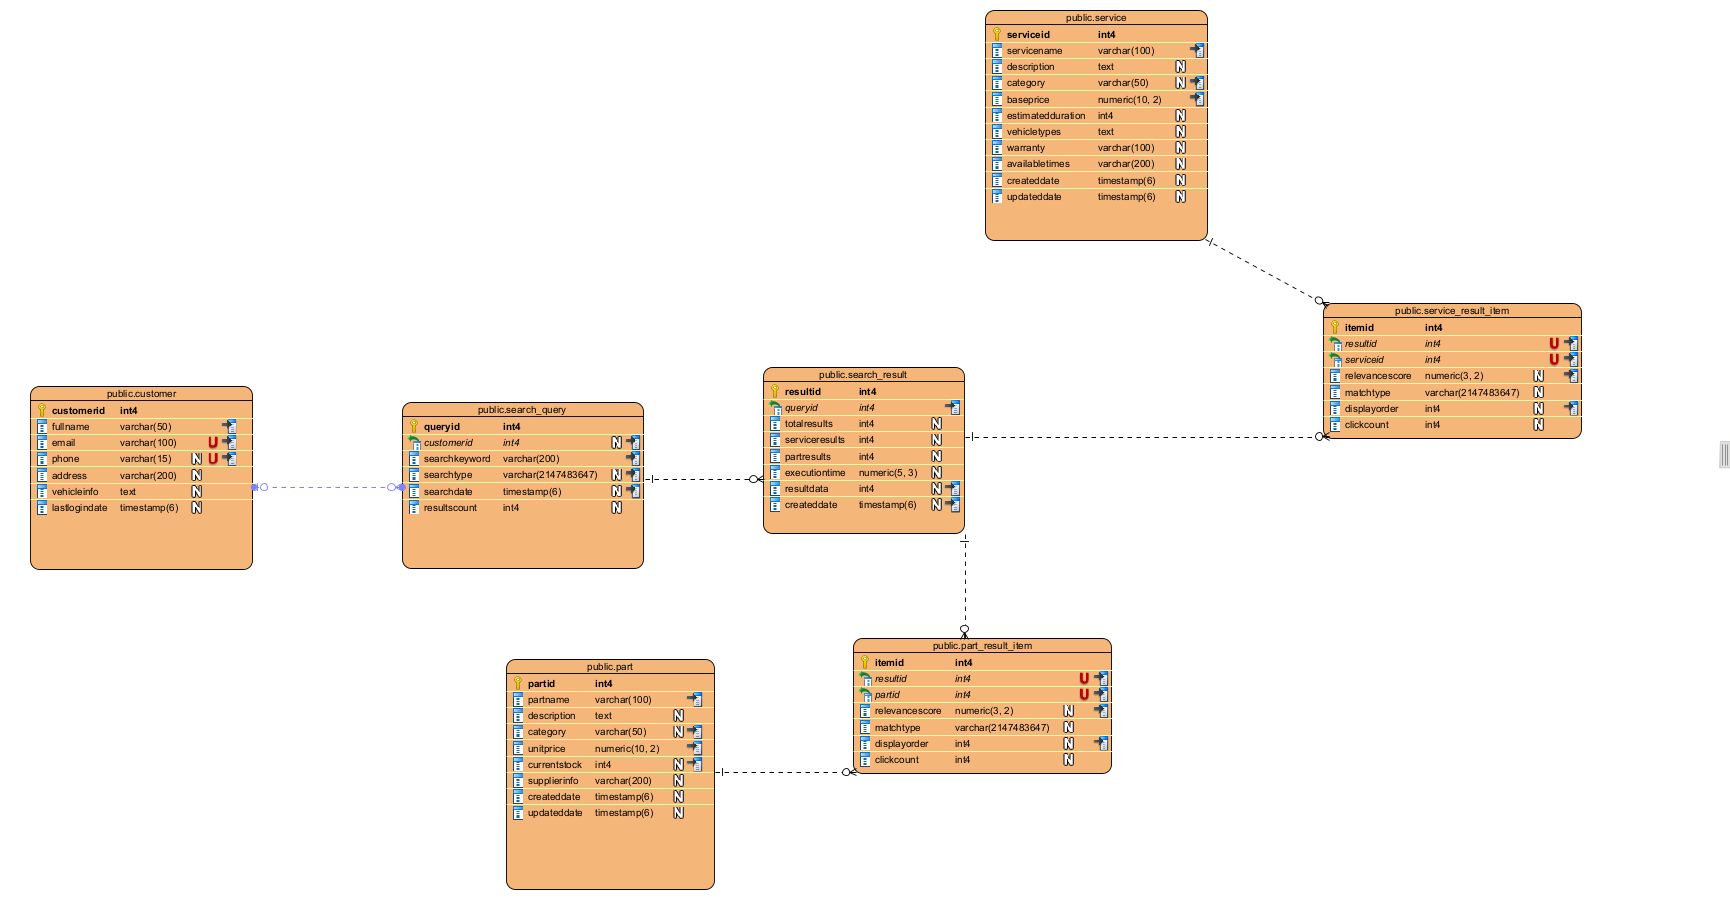 public.service
serviceid int4
servicename varchar(100)
description text N
category varchar(50) N
baseprice numeric(10, 2)
estimatedduration int4 N
vehicletypes text N
warranty varchar(100) N
availabletimes varchar(200) N
createddate timestamp(6) N
updateddate timestamp(6) N
public.service_result_item
itemid int4
resultid int4 U
serviceid int4 U
relevancescore numeric(3, 2) N
matchtype varchar(2147483647) N
displayorder int4 N
clickcount int4 N
public.search_result
resultid int4
queryid int4
totalresults int4 N
serviceresults int4 N
partresults int4 N
executiontime numeric(5, 3) N
resultdata int4 N
createddate timestamp(6) N
public.customer
customerid int4
fullname varchar(50)
email varchar(100) U
phone varchar(15) N U
address varchar(200) N
vehicleinfo text N
lastlogindate timestamp(6) N
public.search_query
queryid int4
customerid int4 N
searchkeyword varchar(200)
searchtype varchar(2147483647) N
searchdate timestamp(6) N
resultscount int4 N
public.part_result_item
itemid int4
resultid int4 U
partid int4 U
relevancescore numeric(3, 2) N
matchtype varchar(2147483647) N
displayorder int4 N
clickcount int4 N
public.part
partid int4
partname varchar(100)
description text N
category varchar(50) N
unitprice numeric(10, 2)
currentstock int4 N
supplierinfo varchar(200) N
createddate timestamp(6) N
updateddate timestamp(6) N